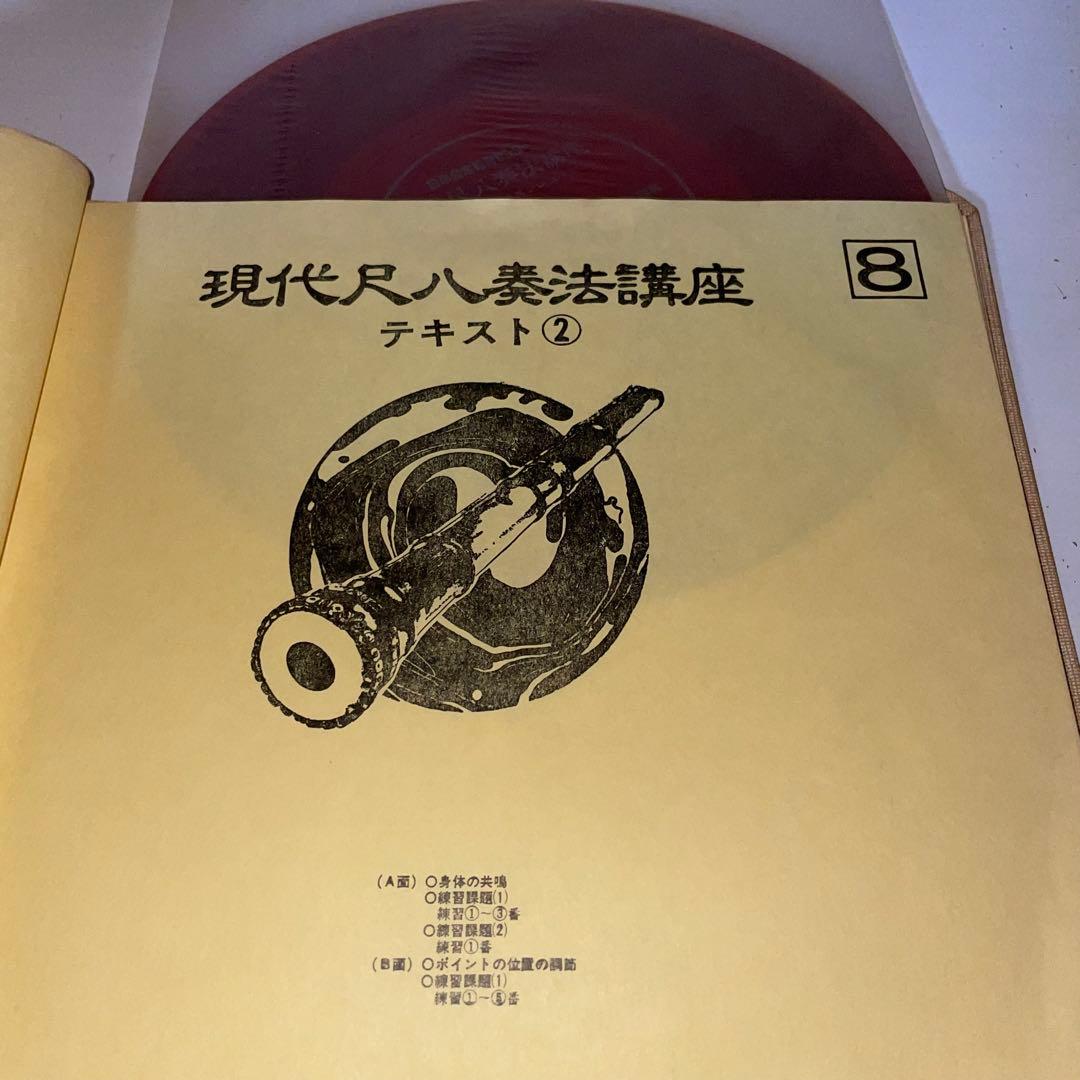 現代尺八奏法講座
8
テキスト②
(A面) ○身体の共鳴
○練習課題(1)
練習①~③番
○練習課題(2)
練習①番
(B面) ○ポイントの位置の調節
○練習課題(1)
練習①~⑤番